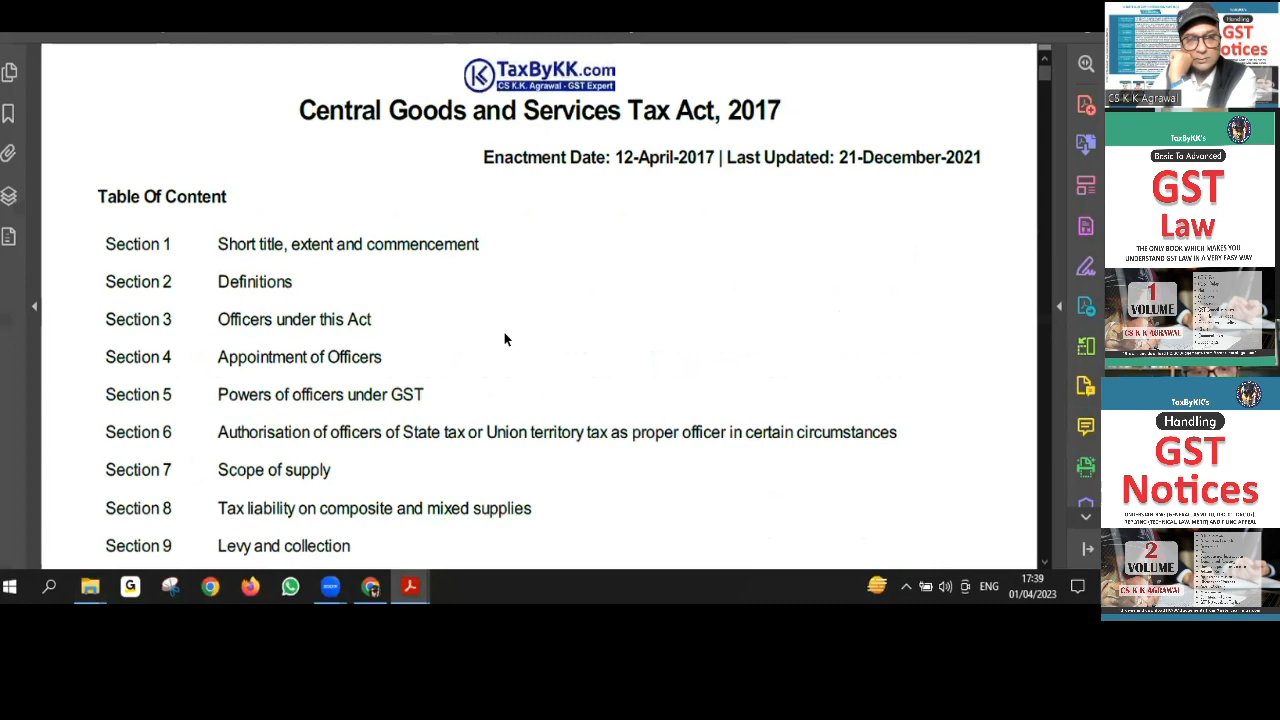 TaxByKK.com
CS K.K. Agrawal - GST Expert
Central Goods and Services Tax Act, 2017
Enactment Date: 12-April-2017 | Last Updated: 21-December-2021
Table Of Content
Section 1 Short title, extent and commencement
Section 2 Definitions
Section 3 Officers under this Act
Section 4 Appointment of Officers
Section 5 Powers of officers under GST
Section 6 Authorisation of officers of State tax or Union territory tax as proper officer in certain circumstances
Section 7 Scope of supply
Section 8 Tax liability on composite and mixed supplies
Section 9 Levy and collection
ENG
17:39
01/04/2023
Handling
GST
Notices
CS K K Agrawal
TaxByKK's
Basic To Advanced
GST
Law
THE ONLY BOOK WHICH MAKES YOU
UNDERSTAND GST LAW IN A VERY EASY WAY
1
VOLUME
CS K K AGRAWAL
TaxByKK's
Handling
GST
Notices
2
VOLUME
CS K K AGRAWAL